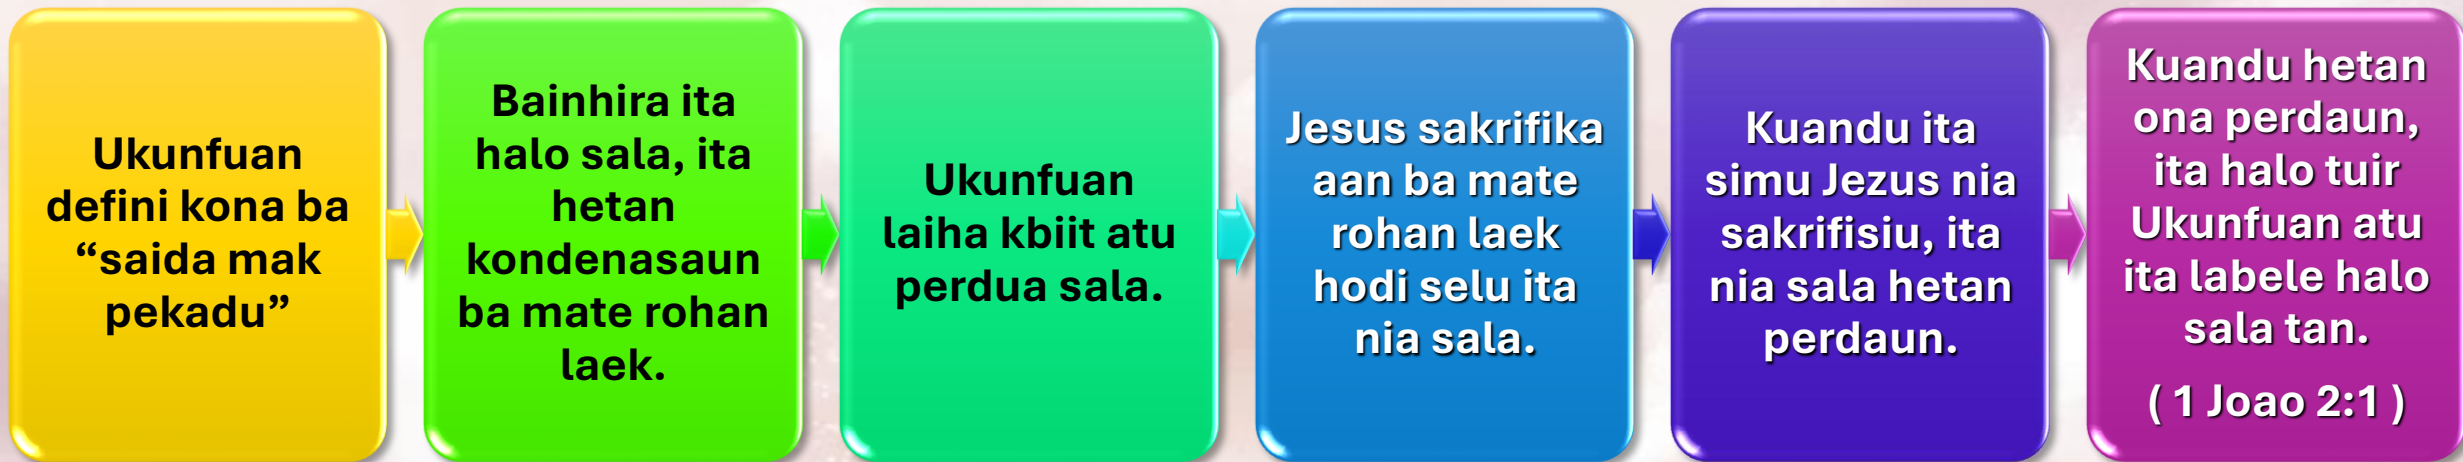 Ukunfuan
defini kona ba
“saida mak
pekadu”
Bainhira ita
halo sala, ita
hetan
kondenasaun
ba mate rohan
laek.
Ukunfuan
laiha kbiit atu
perdua sala.
Jesus sakrifika
aan ba mate
rohan laek
hodi selu ita
nia sala.
Kuandu ita
simu Jezus nia
sakrifisiu, ita
nia sala hetan
perdaun.
Kuandu hetan
ona perdaun,
ita halo tuir
Ukunfuan atu
ita labele halo
sala tan.
( 1 Joao 2:1 )